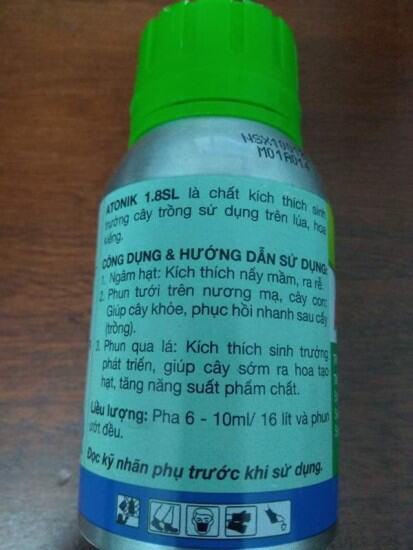 M01A014
ATONIK 1.8SL là chất kích thích sinh
trưởng cây trồng sử dụng trên lúa, hoa
kiểng.
CÔNG DỤNG & HƯỚNG DẪN SỬ DỤNG:
1. Ngâm hạt: Kích thích nẩy mầm, ra rễ.
2. Phun tưới trên nương mạ, cây con:
Giúp cây khỏe, phục hồi nhanh sau cấy
(trồng).
3. Phun qua lá: Kích thích sinh trưởng
phát triển, giúp cây sớm ra hoa tạo
hạt, tăng năng suất phẩm chất.
Liều lượng: Pha 6 - 10ml/ 16 lít và phun
ướt đều.
Đọc kỹ nhãn phụ trước khi sử dụng.